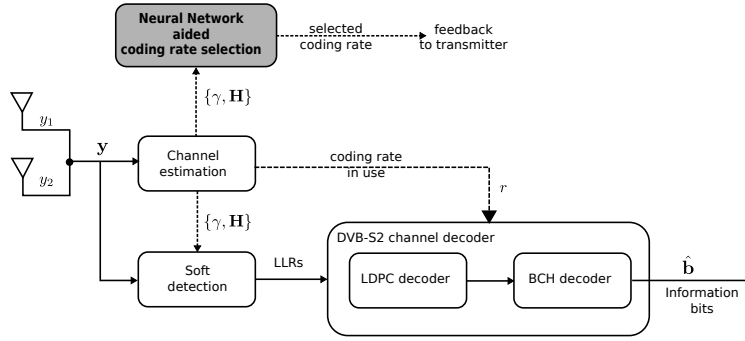 Neural Network
aided
coding rate selection
selected
coding rate
feedback
to transmitter
{γ, H}
y₁
y
Channel
estimation
coding rate
in use
y₂
r
{γ, H}
DVB-S2 channel decoder
Soft
detection
LLRs
LDPC decoder
BCH decoder
b̂
Information
bits